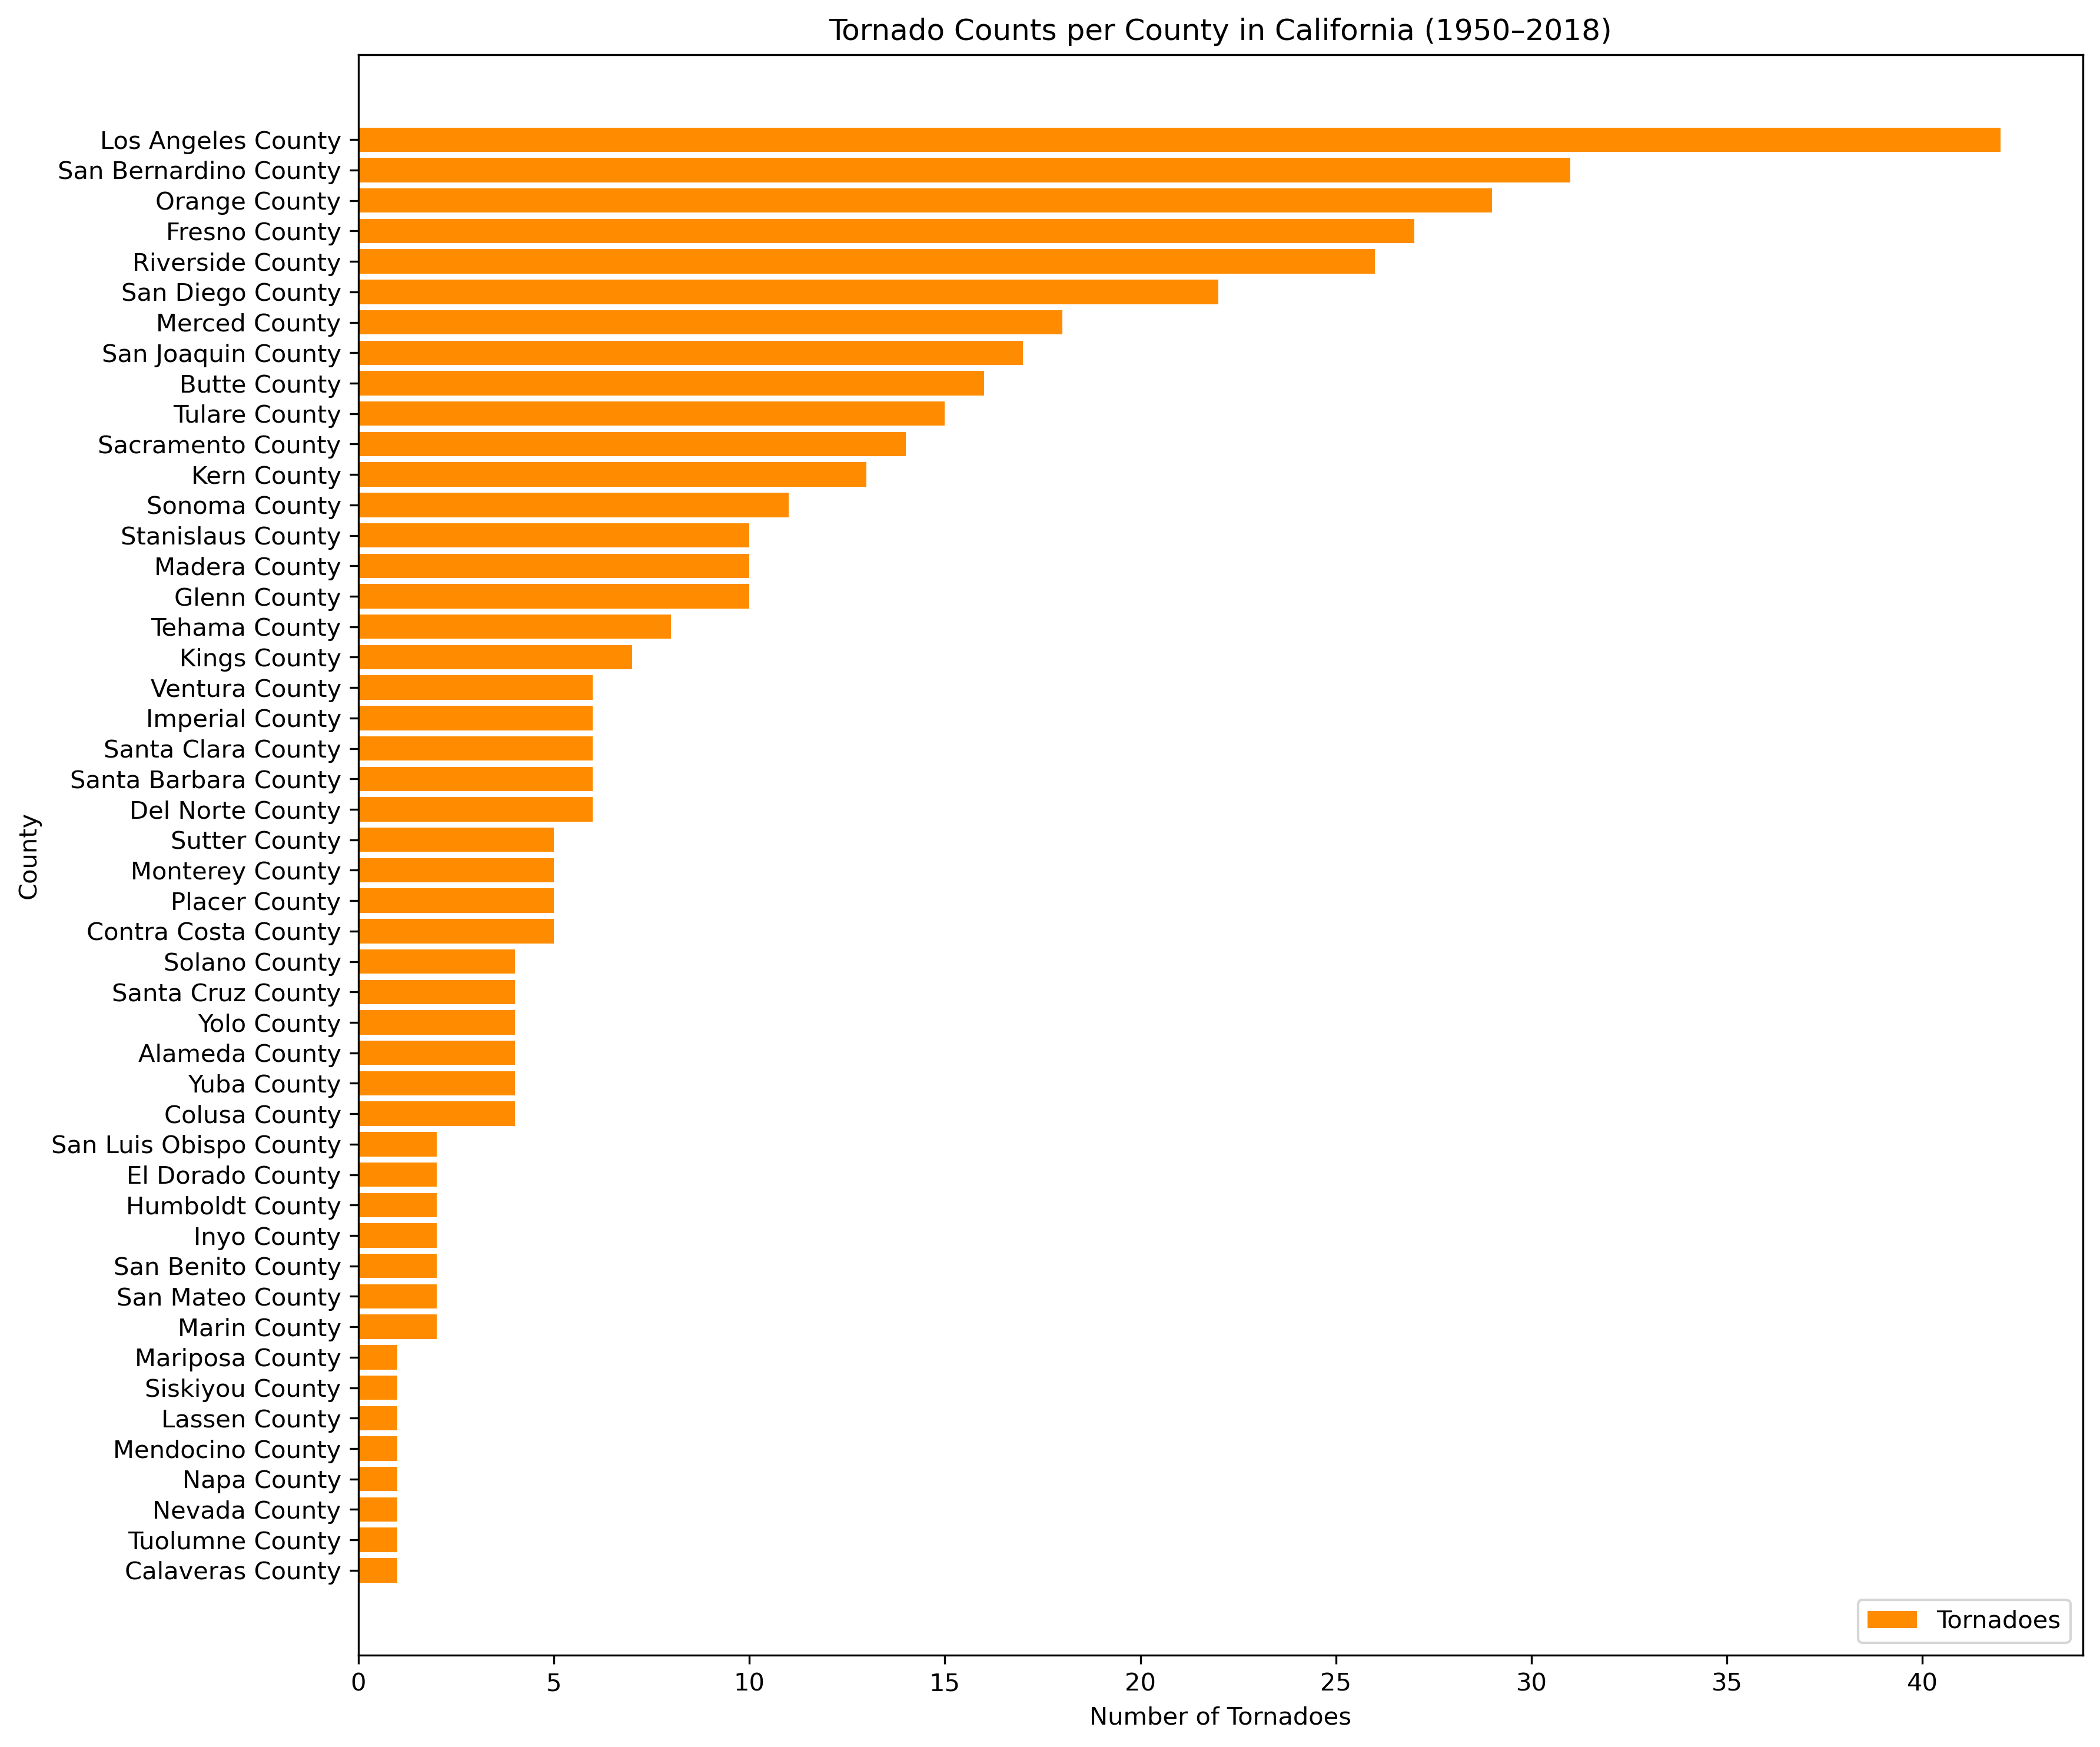 Tornado Counts per County in California (1950–2018)
County
Los Angeles County
San Bernardino County
Orange County
Fresno County
Riverside County
San Diego County
Merced County
San Joaquin County
Butte County
Tulare County
Sacramento County
Kern County
Sonoma County
Stanislaus County
Madera County
Glenn County
Tehama County
Kings County
Ventura County
Imperial County
Santa Clara County
Santa Barbara County
Del Norte County
Sutter County
Monterey County
Placer County
Contra Costa County
Solano County
Santa Cruz County
Yolo County
Alameda County
Yuba County
Colusa County
San Luis Obispo County
El Dorado County
Humboldt County
Inyo County
San Benito County
San Mateo County
Marin County
Mariposa County
Siskiyou County
Lassen County
Mendocino County
Napa County
Nevada County
Tuolumne County
Calaveras County
Tornadoes
0 5 10 15 20 25 30 35 40
Number of Tornadoes